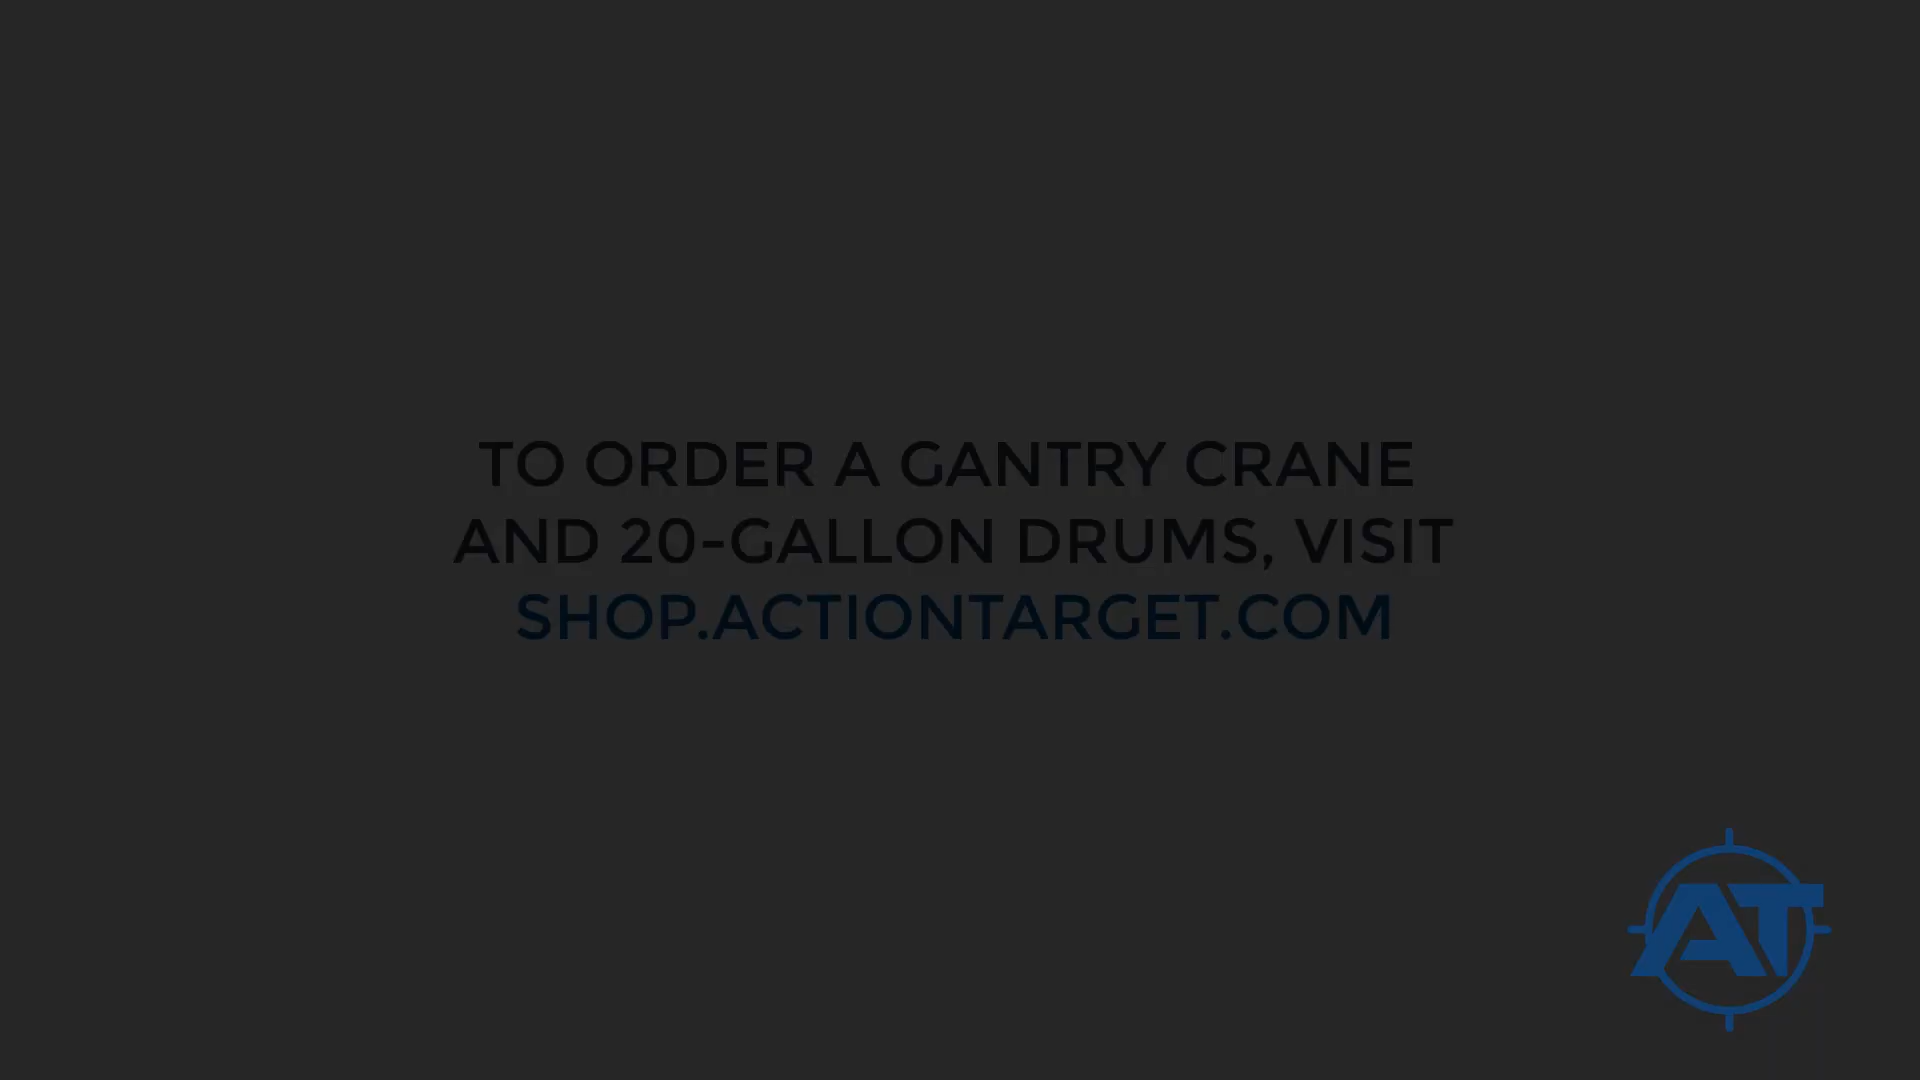 TO ORDER A GANTRY CRANE
AND 20-GALLON DRUMS, VISIT
SHOP.ACTIONTARGET.COM
AT